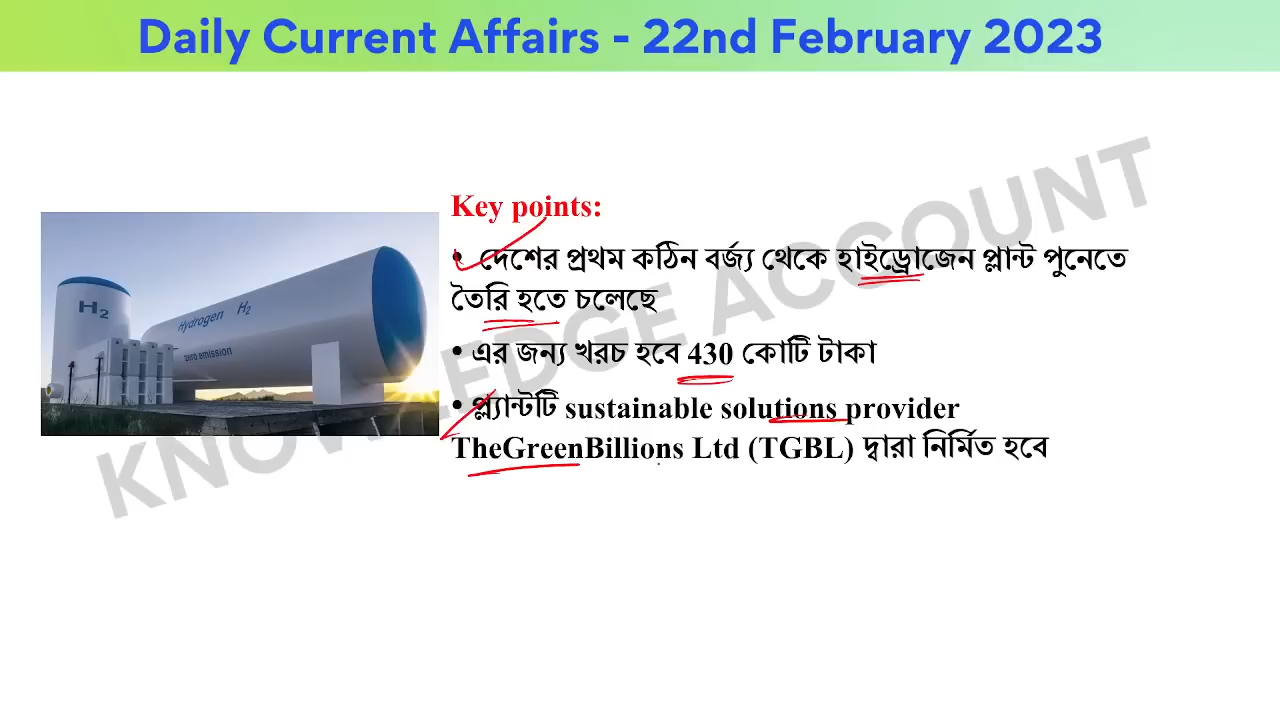 Daily Current Affairs - 22nd February 2023
Key points:
• দেশের প্রথম কঠিন বর্জ্য থেকে হাইড্রোজেন প্লান্ট পুনেতে
তৈরি হতে চলেছে
• এর জন্য খরচ হবে 430 কোটি টাকা
• প্ল্যান্টটি sustainable solutions provider
TheGreenBillions Ltd (TGBL) দ্বারা নির্মিত হবে
H2
Hydrogen H2
zero emission
KNOWLEDGE ACCOUNT